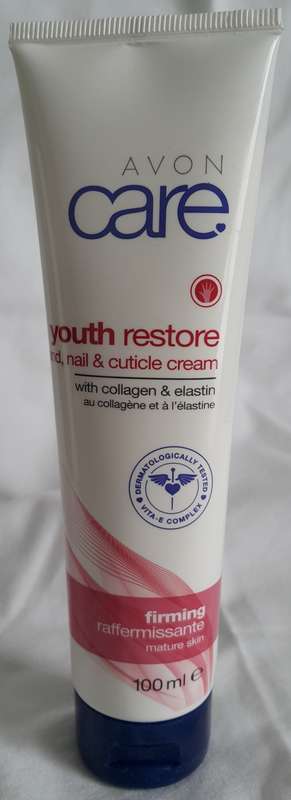 AVON
care
youth restore
nd, nail & cuticle cream
with collagen & elastin
au collagène et à l'élastine
DERMATOLOGICALLY TESTED
VITA-E COMPLEX
firming
raffermissante
mature skin
100 ml e